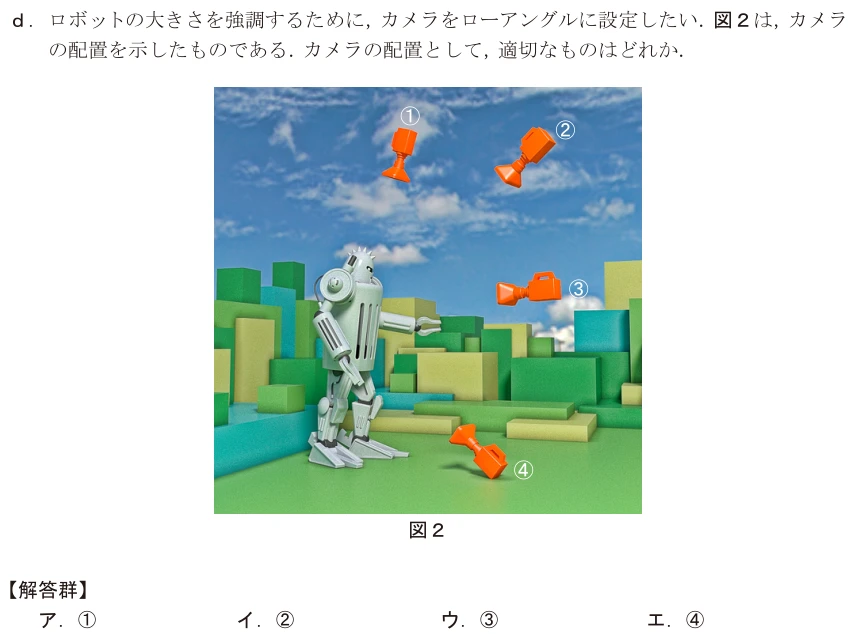 d．ロボットの大きさを強調するために，カメラをローアングルに設定したい．図2は，カメラ
の配置を示したものである．カメラの配置として，適切なものはどれか．
①
②
③
④
図2
【解答群】
ア．① イ．② ウ．③ エ．④